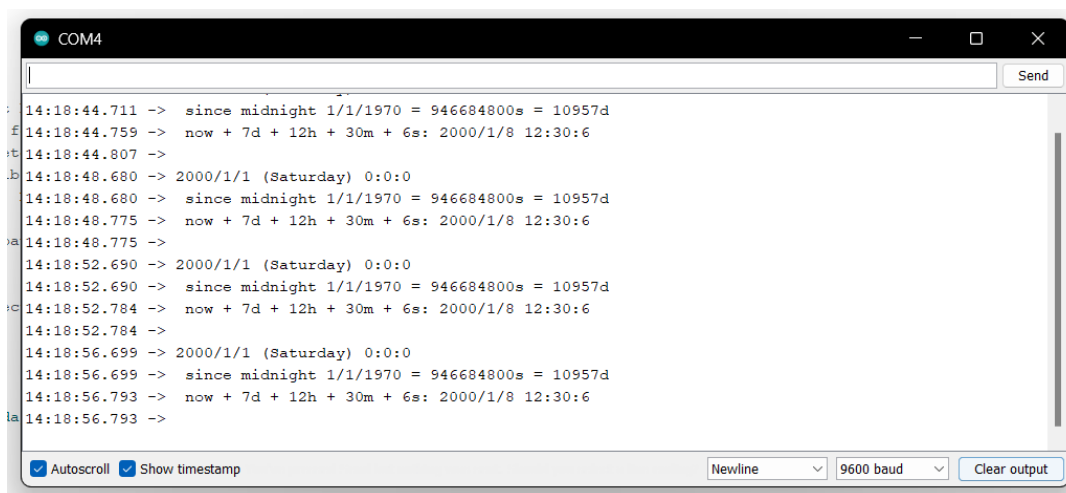 COM4
Send
14:18:44.711 ->  since midnight 1/1/1970 = 946684800s = 10957d
14:18:44.759 ->  now + 7d + 12h + 30m + 6s: 2000/1/8 12:30:6
14:18:44.807 ->
14:18:48.680 -> 2000/1/1 (Saturday) 0:0:0
14:18:48.680 ->  since midnight 1/1/1970 = 946684800s = 10957d
14:18:48.775 ->  now + 7d + 12h + 30m + 6s: 2000/1/8 12:30:6
14:18:48.775 ->
14:18:52.690 -> 2000/1/1 (Saturday) 0:0:0
14:18:52.690 ->  since midnight 1/1/1970 = 946684800s = 10957d
14:18:52.784 ->  now + 7d + 12h + 30m + 6s: 2000/1/8 12:30:6
14:18:52.784 ->
14:18:56.699 -> 2000/1/1 (Saturday) 0:0:0
14:18:56.699 ->  since midnight 1/1/1970 = 946684800s = 10957d
14:18:56.793 ->  now + 7d + 12h + 30m + 6s: 2000/1/8 12:30:6
14:18:56.793 ->
Autoscroll Show timestamp Newline 9600 baud Clear output